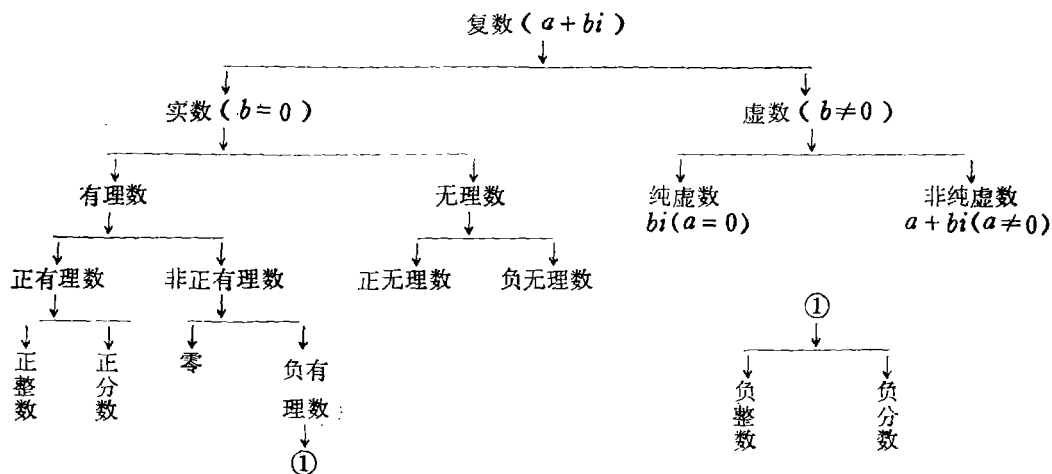 复数（a+bi）
实数（b=0） 虚数（b≠0）
有理数 无理数 纯虚数 非纯虚数
bi(a=0) a+bi(a≠0)
正有理数 非正有理数 正无理数 负无理数
①
正整数 正分数 零 负有理数 负整数 负分数
①